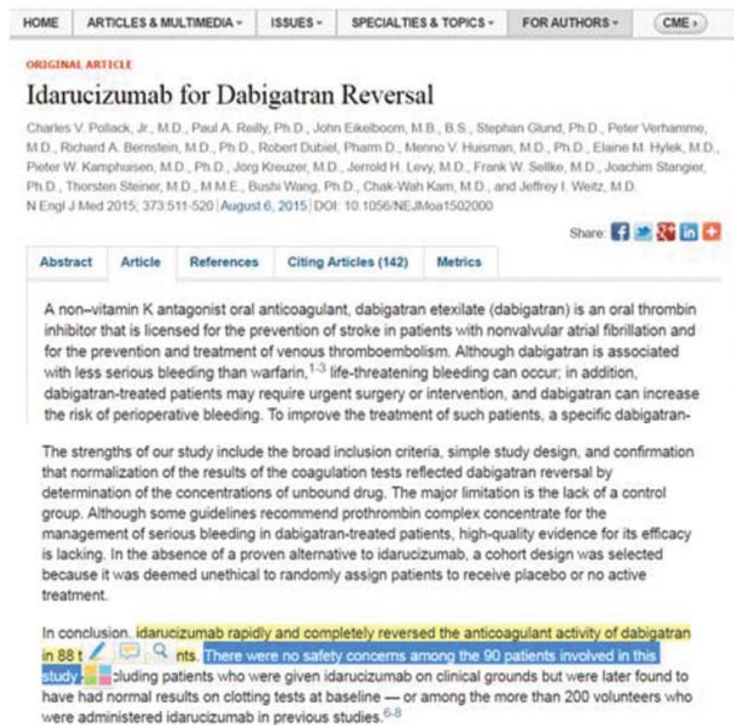 HOME ARTICLES & MULTIMEDIA ISSUES SPECIALTIES & TOPICS FOR AUTHORS CME
ORIGINAL ARTICLE
Idarucizumab for Dabigatran Reversal
Charles V. Pollack, Jr., M.D., Paul A. Reilly, Ph.D., John Eikelboom, M.B., B.S., Stephan Glund, Ph.D., Peter Verhamme,
M.D., Richard A. Bernstein, M.D., Ph.D., Robert Dubiel, Pharm.D., Menno V. Huisman, M.D., Ph.D., Elaine M. Hylek, M.D.,
Pieter W. Kamphuisen, M.D., Ph.D., Jörg Kreuzer, M.D., Jerrold H. Levy, M.D., Frank W. Sellke, M.D., Joachim Stangier,
Ph.D., Thorsten Steiner, M.D., M.M.E., Bushi Wang, Ph.D., Chak-Wah Kam, M.D., and Jeffrey I. Weitz, M.D.
N Engl J Med 2015; 373:511-520 | August 6, 2015 | DOI: 10.1056/NEJMoa1502000
Share:
Abstract Article References Citing Articles (142) Metrics
A non–vitamin K antagonist oral anticoagulant, dabigatran etexilate (dabigatran) is an oral thrombin
inhibitor that is licensed for the prevention of stroke in patients with nonvalvular atrial fibrillation and
for the prevention and treatment of venous thromboembolism. Although dabigatran is associated
with less serious bleeding than warfarin,1-3 life-threatening bleeding can occur; in addition,
dabigatran-treated patients may require urgent surgery or intervention, and dabigatran can increase
the risk of perioperative bleeding. To improve the treatment of such patients, a specific dabigatran-
The strengths of our study include the broad inclusion criteria, simple study design, and confirmation
that normalization of the results of the coagulation tests reflected dabigatran reversal by
determination of the concentrations of unbound drug. The major limitation is the lack of a control
group. Although some guidelines recommend prothrombin complex concentrate for the
management of serious bleeding in dabigatran-treated patients, high-quality evidence for its efficacy
is lacking. In the absence of a proven alternative to idarucizumab, a cohort design was selected
because it was deemed unethical to randomly assign patients to receive placebo or no active
treatment.
In conclusion, idarucizumab rapidly and completely reversed the anticoagulant activity of dabigatran
in 88 t nts. There were no safety concerns among the 90 patients involved in this
study cluding patients who were given idarucizumab on clinical grounds but were later found to
have had normal results on clotting tests at baseline — or among the more than 200 volunteers who
were administered idarucizumab in previous studies.6-8